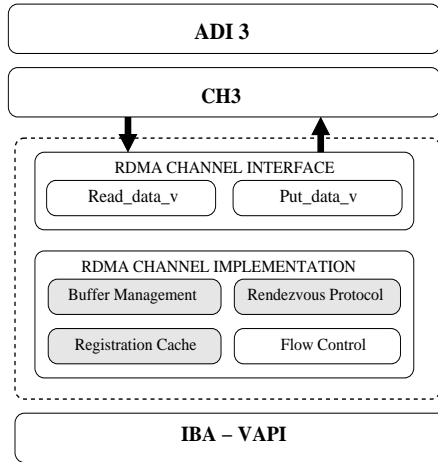 ADI 3
CH3
RDMA CHANNEL INTERFACE
Read_data_v
Put_data_v
RDMA CHANNEL IMPLEMENTATION
Buffer Management
Rendezvous Protocol
Registration Cache
Flow Control
IBA – VAPI